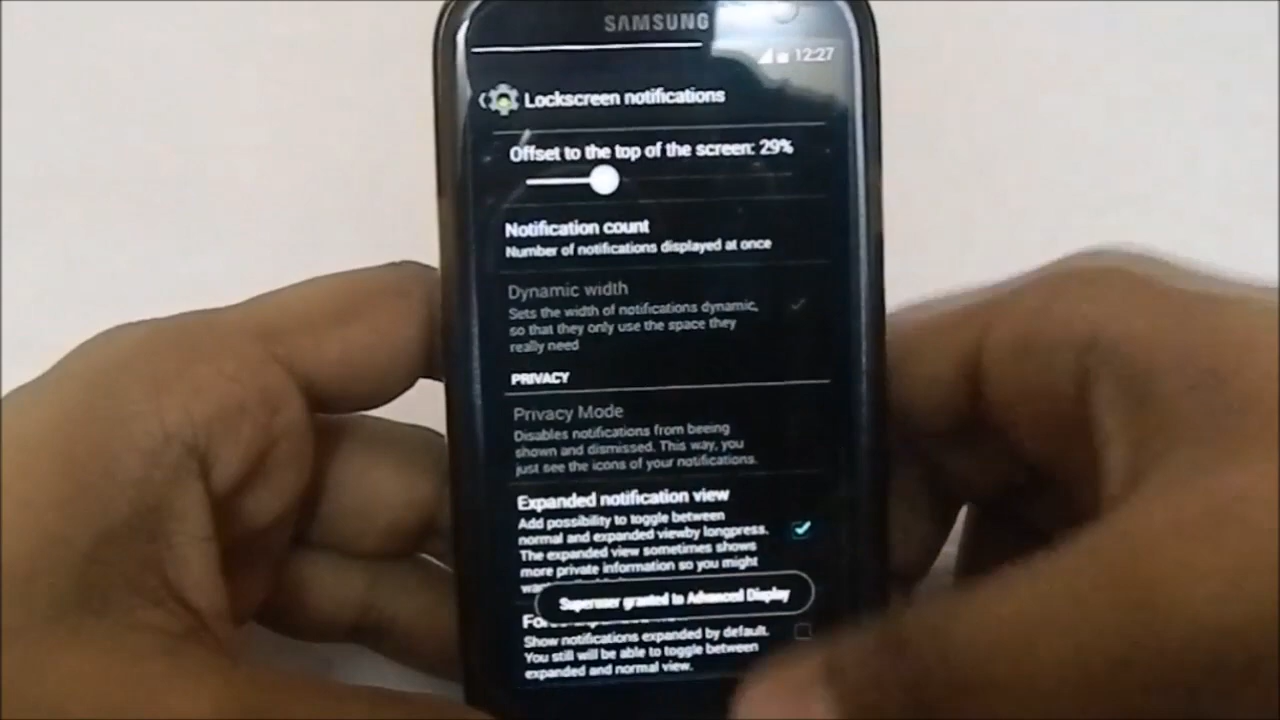 SAMSUNG
12:27
Lockscreen notifications
Offset to the top of the screen: 29%
Notification count
Number of notifications displayed at once
Dynamic width
Sets the width of notifications dynamic,
so that they only use the space they
really need
PRIVACY
Privacy Mode
Disables notifications from beeing
shown and dismissed. This way, you
just see the icons of your notifications.
Expanded notification view
Add possibility to toggle between
normal and expanded viewby longpress.
The expanded view sometimes shows
more private information so you might
Superuser granted to Advanced Display
Show notifications expanded by default.
You still will be able to toggle between
expanded and normal view.